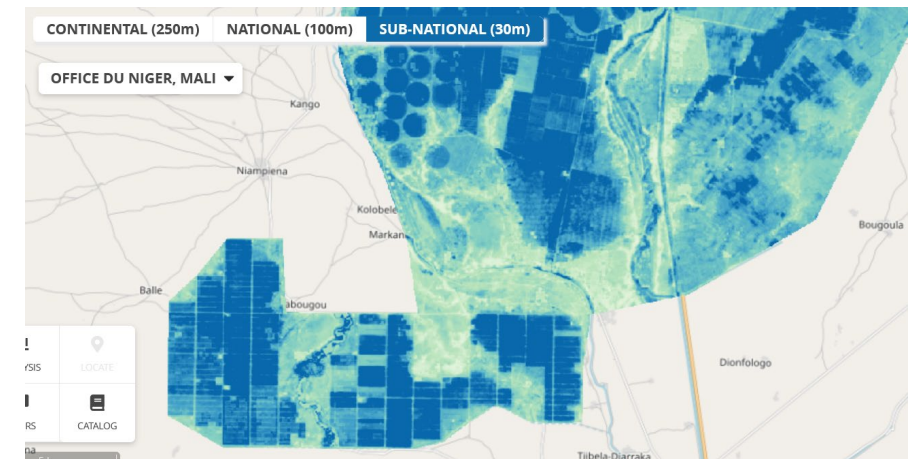 CONTINENTAL (250m) NATIONAL (100m) SUB-NATIONAL (30m)
OFFICE DU NIGER, MALI
Kango
Niampiena
Kolobele
Markan
Bougoula
Balle
abougou
YSIS LOCATE
Dionfologo
RS CATALOG
na
Tiibela-Diarraka